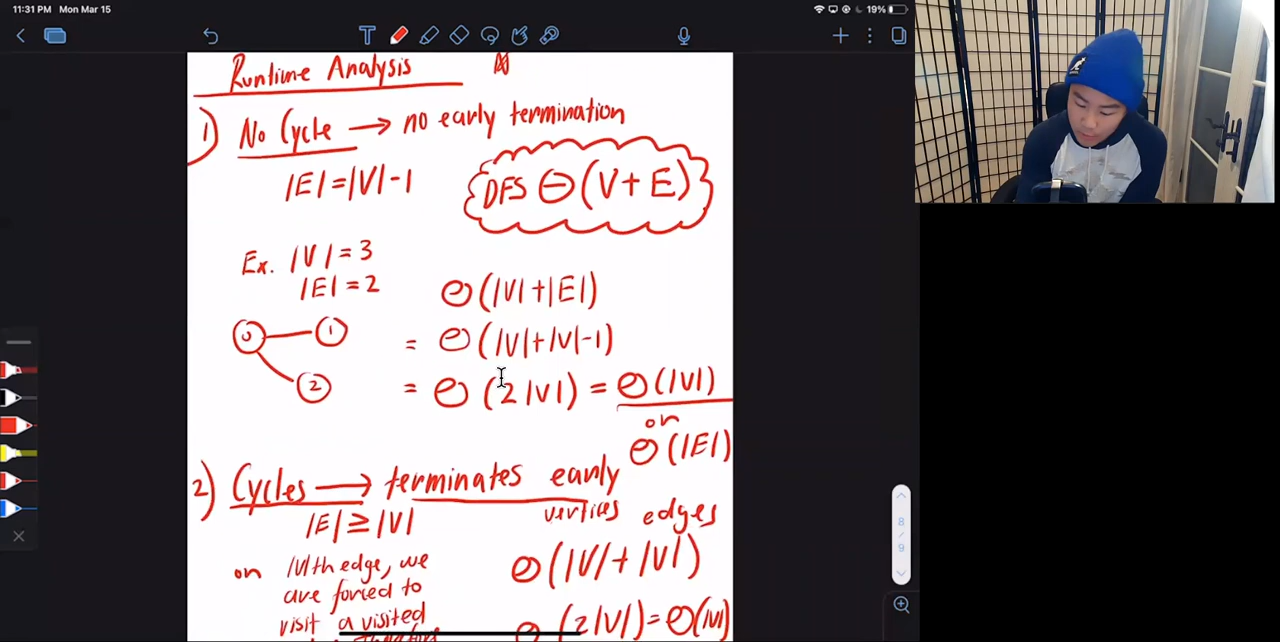 11:31 PM Mon Mar 15
19%
T
Runtime Analysis
1) No Cycle → no early termination
|E|=|V|-1
DFS Θ(V+E)
Ex. |V|=3
|E|=2
0
1
2
Θ(|V|+|E|)
= Θ(|V|+|V|-1)
= Θ(2|V|) = Θ(|V|)
or
Θ(|E|)
2) Cycles → terminates early
|E|≥|V|
vertices edges
on |V|th edge, we
are forced to
visit a visited
Θ(|V|+|V|)
Θ(2|V|)=Θ(|V|)
8
/
9